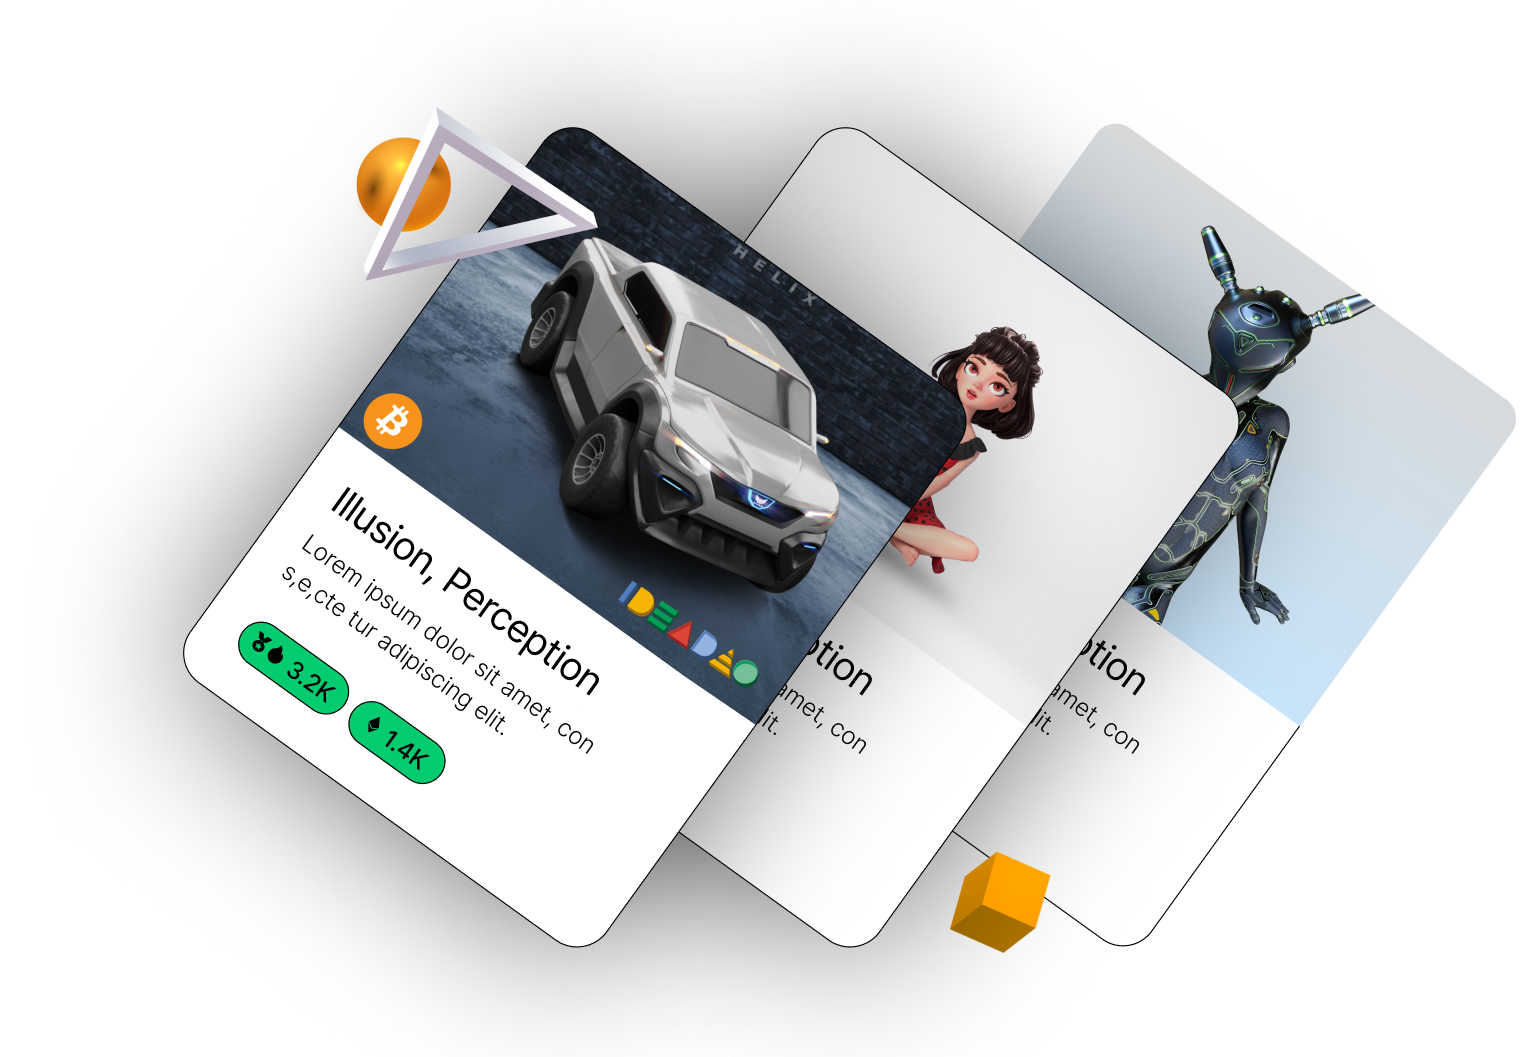 HELIX
IDEADAO
Illusion, Perception
Lorem ipsum dolor sit amet, con
s,e,cte tur adipiscing elit.
3.2K
1.4K
ption
amet, con
lit.
ption
amet, con
lit.